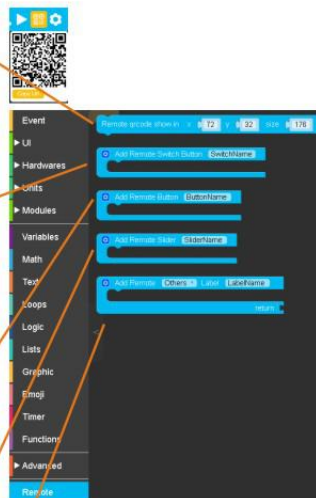 Event
Remote qrcode show in x 72 y 32 size 176
UI
Add Remote Switch Button SwitchName
Hardwares
Units
Add Remote Button ButtonName
Modules
Variables
Add Remote Slider SliderName
Math
Text
Add Remote Others Label LabelName
Loops
return
Logic
Lists
Graphic
Emoji
Timer
Functions
Advanced
Remote